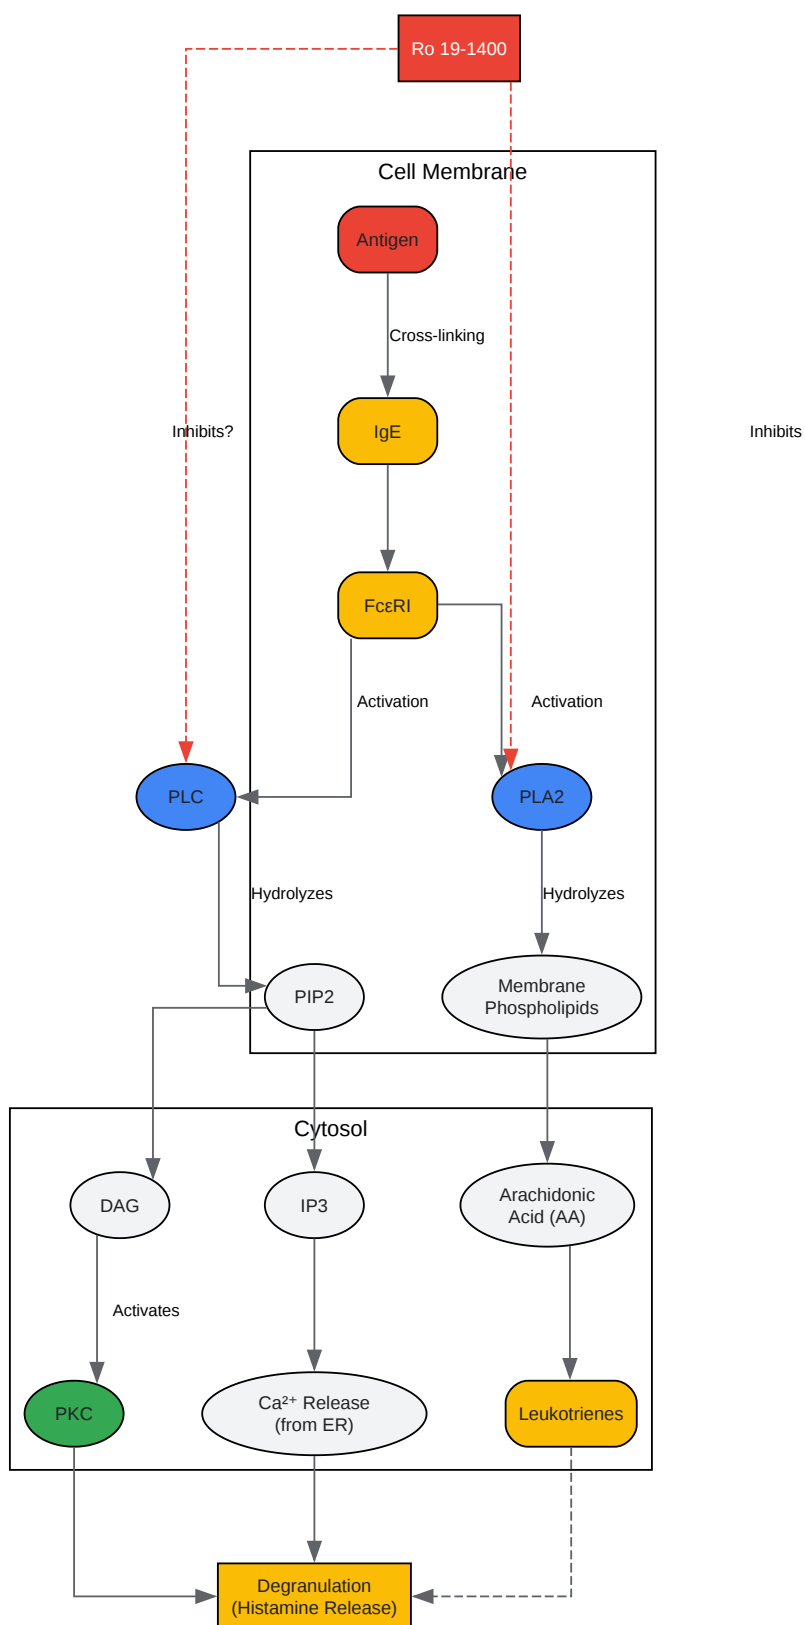 Ro 19-1400
Cell Membrane
Antigen
Cross-linking
IgE
Inhibits?
Inhibits
FcεRI
Activation
Activation
PLC
PLA2
Hydrolyzes
Hydrolyzes
PIP2
Membrane
Phospholipids
Cytosol
DAG
IP3
Arachidonic
Acid (AA)
Activates
PKC
Ca²⁺ Release
(from ER)
Leukotrienes
Degranulation
(Histamine Release)